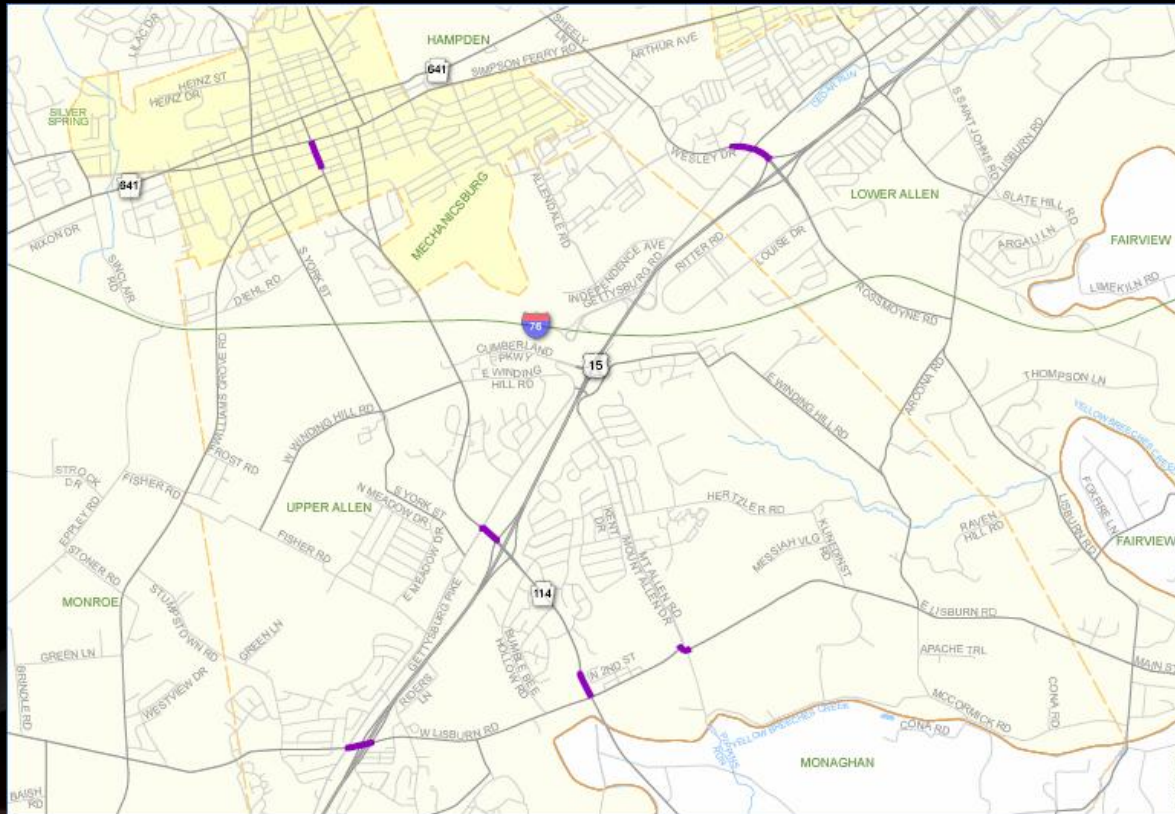 LILAC DR
HAMPDEN
SHEELY LN
641
SIMPSON FERRY RD
ARTHUR AVE
HEINZ ST
HEINZ DR
CEDAR RUN
SILVER SPRING
S SAINT JOHNS RD
LISBURN RD
WESLEY DR
641
ALLENDALE RD
LOWER ALLEN
SLATE HILL RD
MECHANICSBURG
NIXON DR
ARGALI LN
FAIRVIEW
SINCLAIR RD
S YORK ST
INDEPENDENCE AVE
GETTYSBURG RD
RITTER RD
LOUISE DR
DIEHL RD
LIMEKILN RD
ROSSMOYNE RD
76
CUMBERLAND PKWY
15
E WINDING HILL RD
WILLIAMS GROVE RD
E WINDING HILL RD
ARCONA RD
THOMPSON LN
W WINDING HILL RD
YELLOW BREECHES CREEK
FROST RD
STROCK DR
FISHER RD
EPPLEY RD
S YORK ST
N MEADOW DR
UPPER ALLEN
HERTZLER RD
KENT DR
FOXFIRE LN
LISBURN RD
RAVEN HILL RD
KLINEDINST RD
MESSIAH VLG
FISHER RD
E MEADOW DR
MT ALLEN RD
MOUNT ALLEN DR
FAIRVIEW
STONER RD
MONROE
STUMPSTOWN RD
114
GETTYSBURG PIKE
E LISBURN RD
GREEN LN
GREEN LN
BUMBLE BEE HOLLOW RD
APACHE TRL
MAIN ST
BRINDLE RD
WESTVIEW DR
RIDERS LN
N 2ND ST
MCCORMICK RD
CONA RD
W LISBURN RD
YELLOW BREECHES CREEK
CONA RD
MONAGHAN
BAISH RD